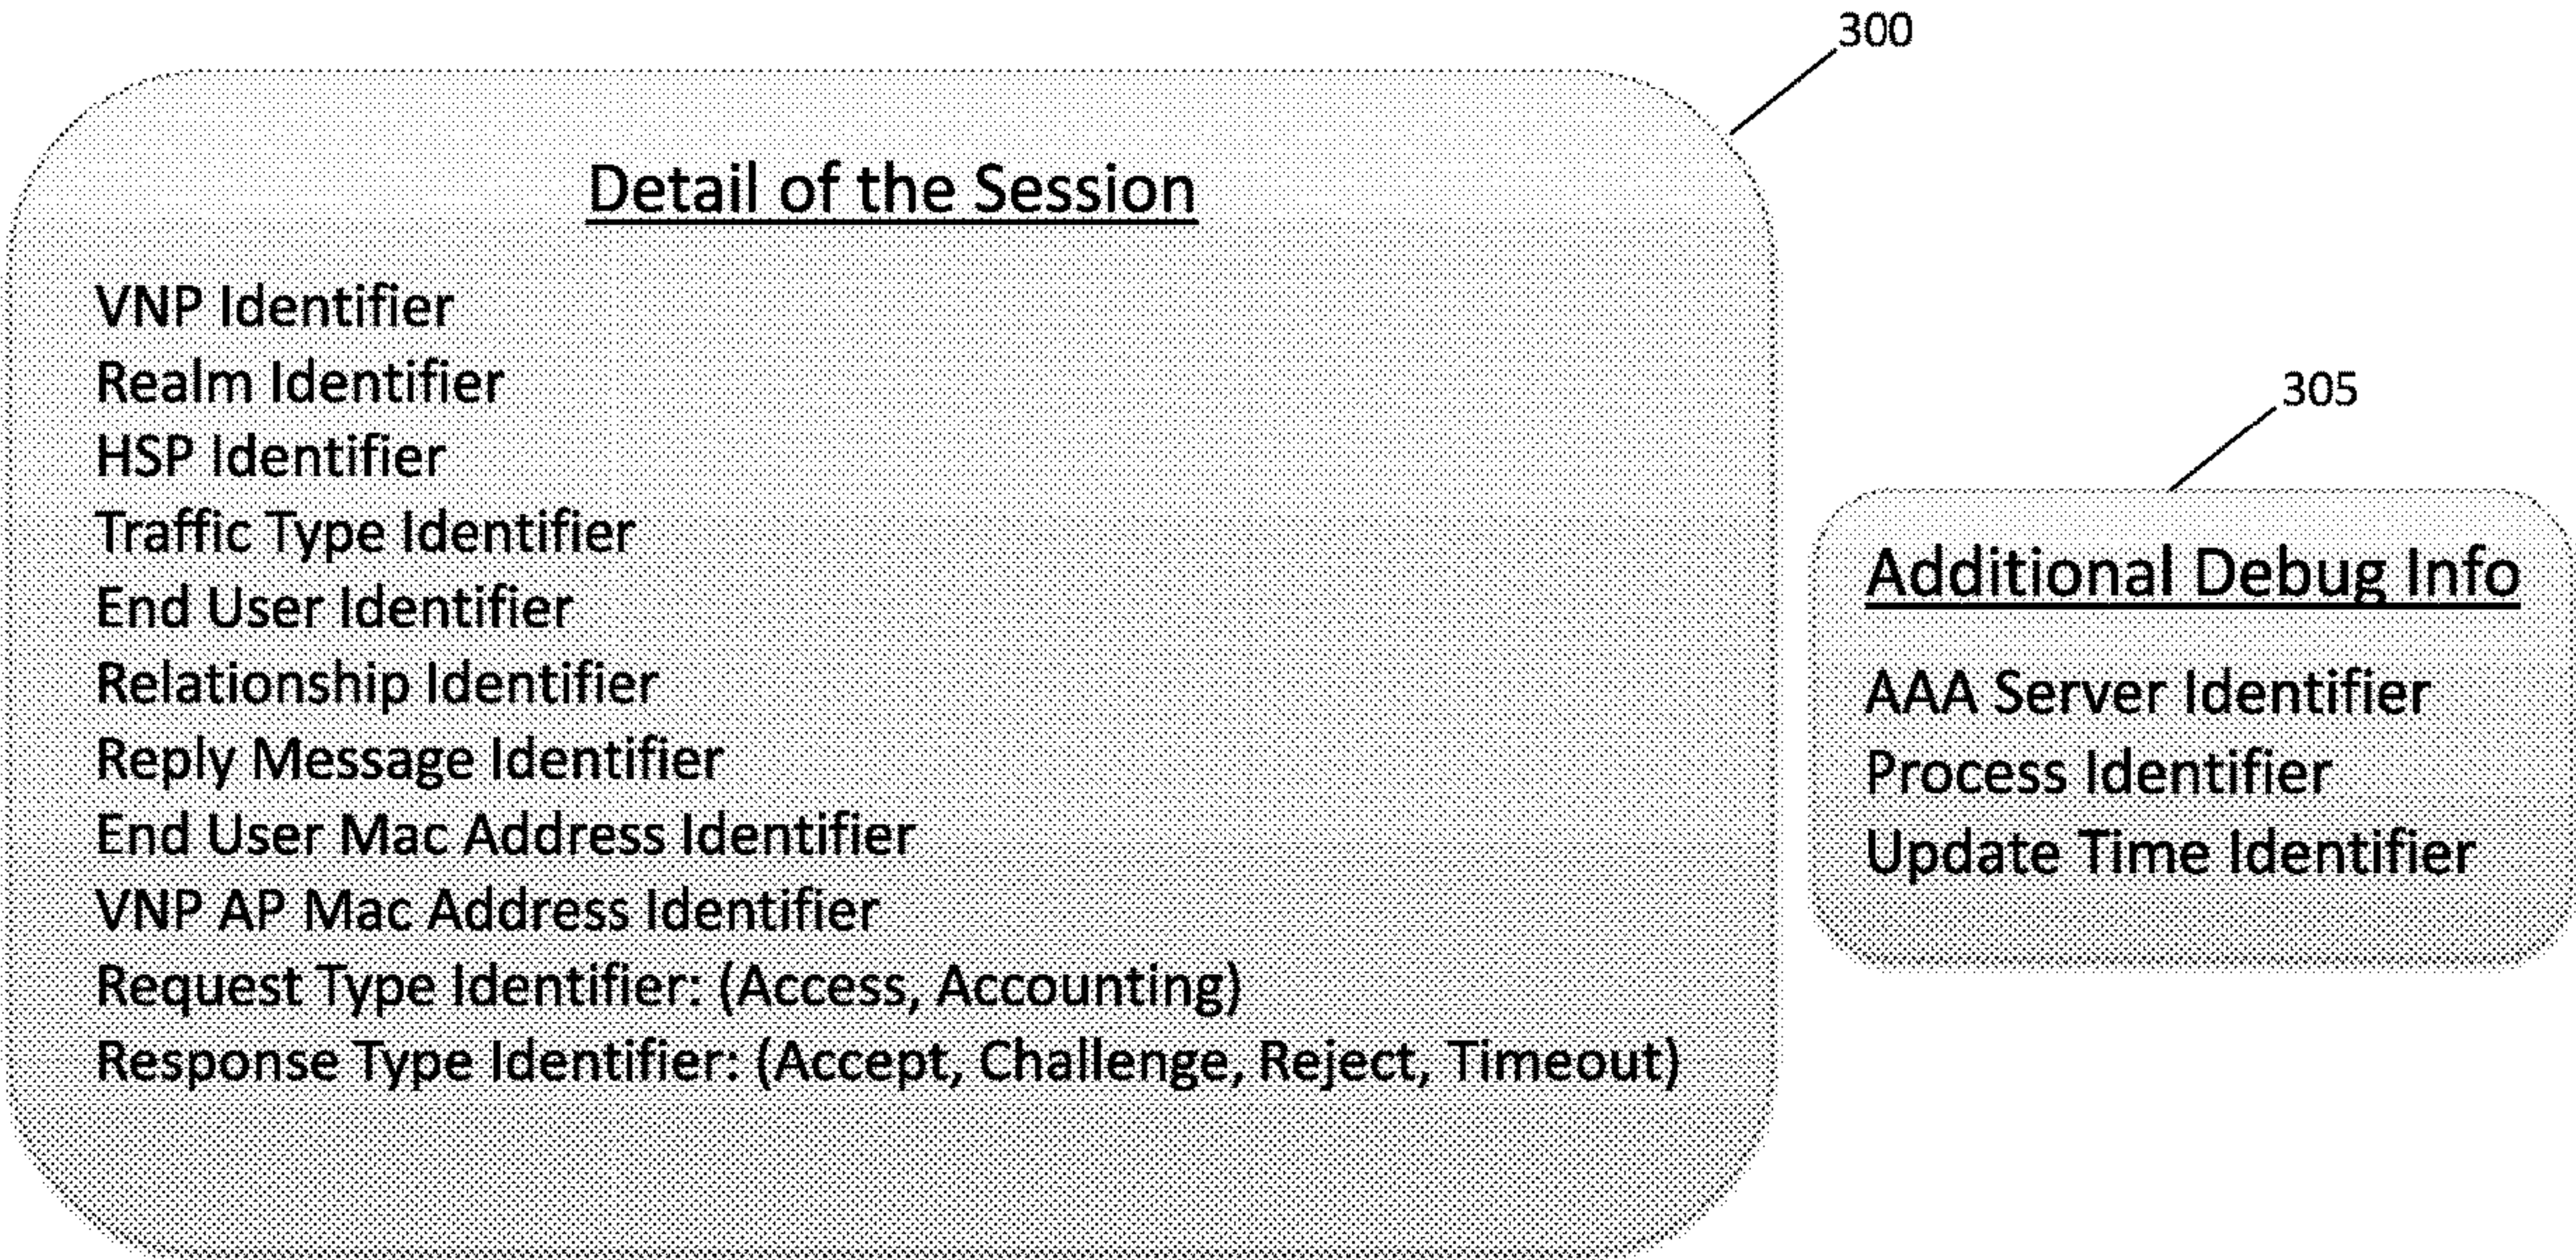 300
Detail of the Session
VNP Identifier
Realm Identifier
HSP Identifier
Traffic Type Identifier
End User Identifier
Relationship Identifier
Reply Message Identifier
End User Mac Address Identifier
VNP AP Mac Address Identifier
Request Type Identifier: (Access, Accounting)
Response Type Identifier: (Accept, Challenge, Reject, Timeout)
305
Additional Debug Info
AAA Server Identifier
Process Identifier
Update Time Identifier